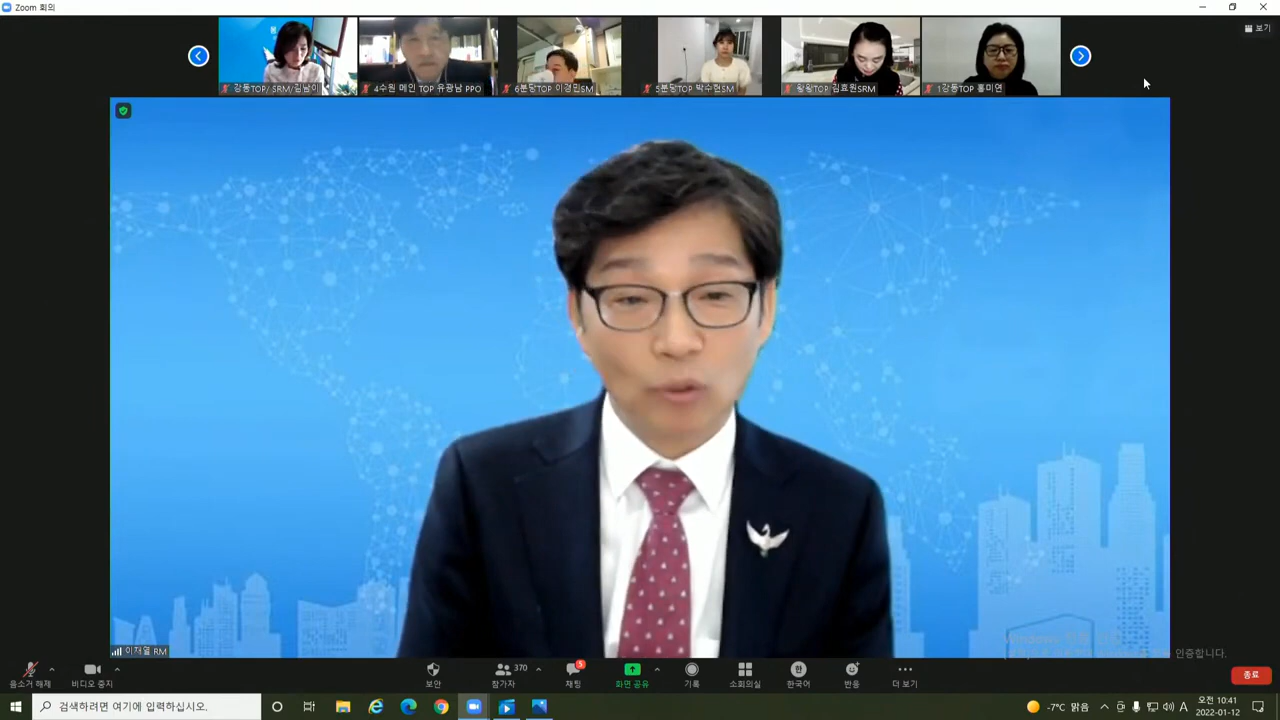 Zoom 회의
보기
강동TOP/ SRM/김남이
4수원 메인 TOP 유광남 PPO
6분당TOP 이경민SM
5분당TOP 박수현SM
왕왕TOP 김효원SRM
1강동TOP 홍미연
이재열 RM
인증합니다.
음소거 해제
비디오 중지
보안
370
참가자
5
채팅
화면 공유
기록
소회의실
한국어
반응
더 보기
종료
검색하려면 여기에 입력하십시오.
-7°C 맑음
A
오전 10:41
2022-01-12